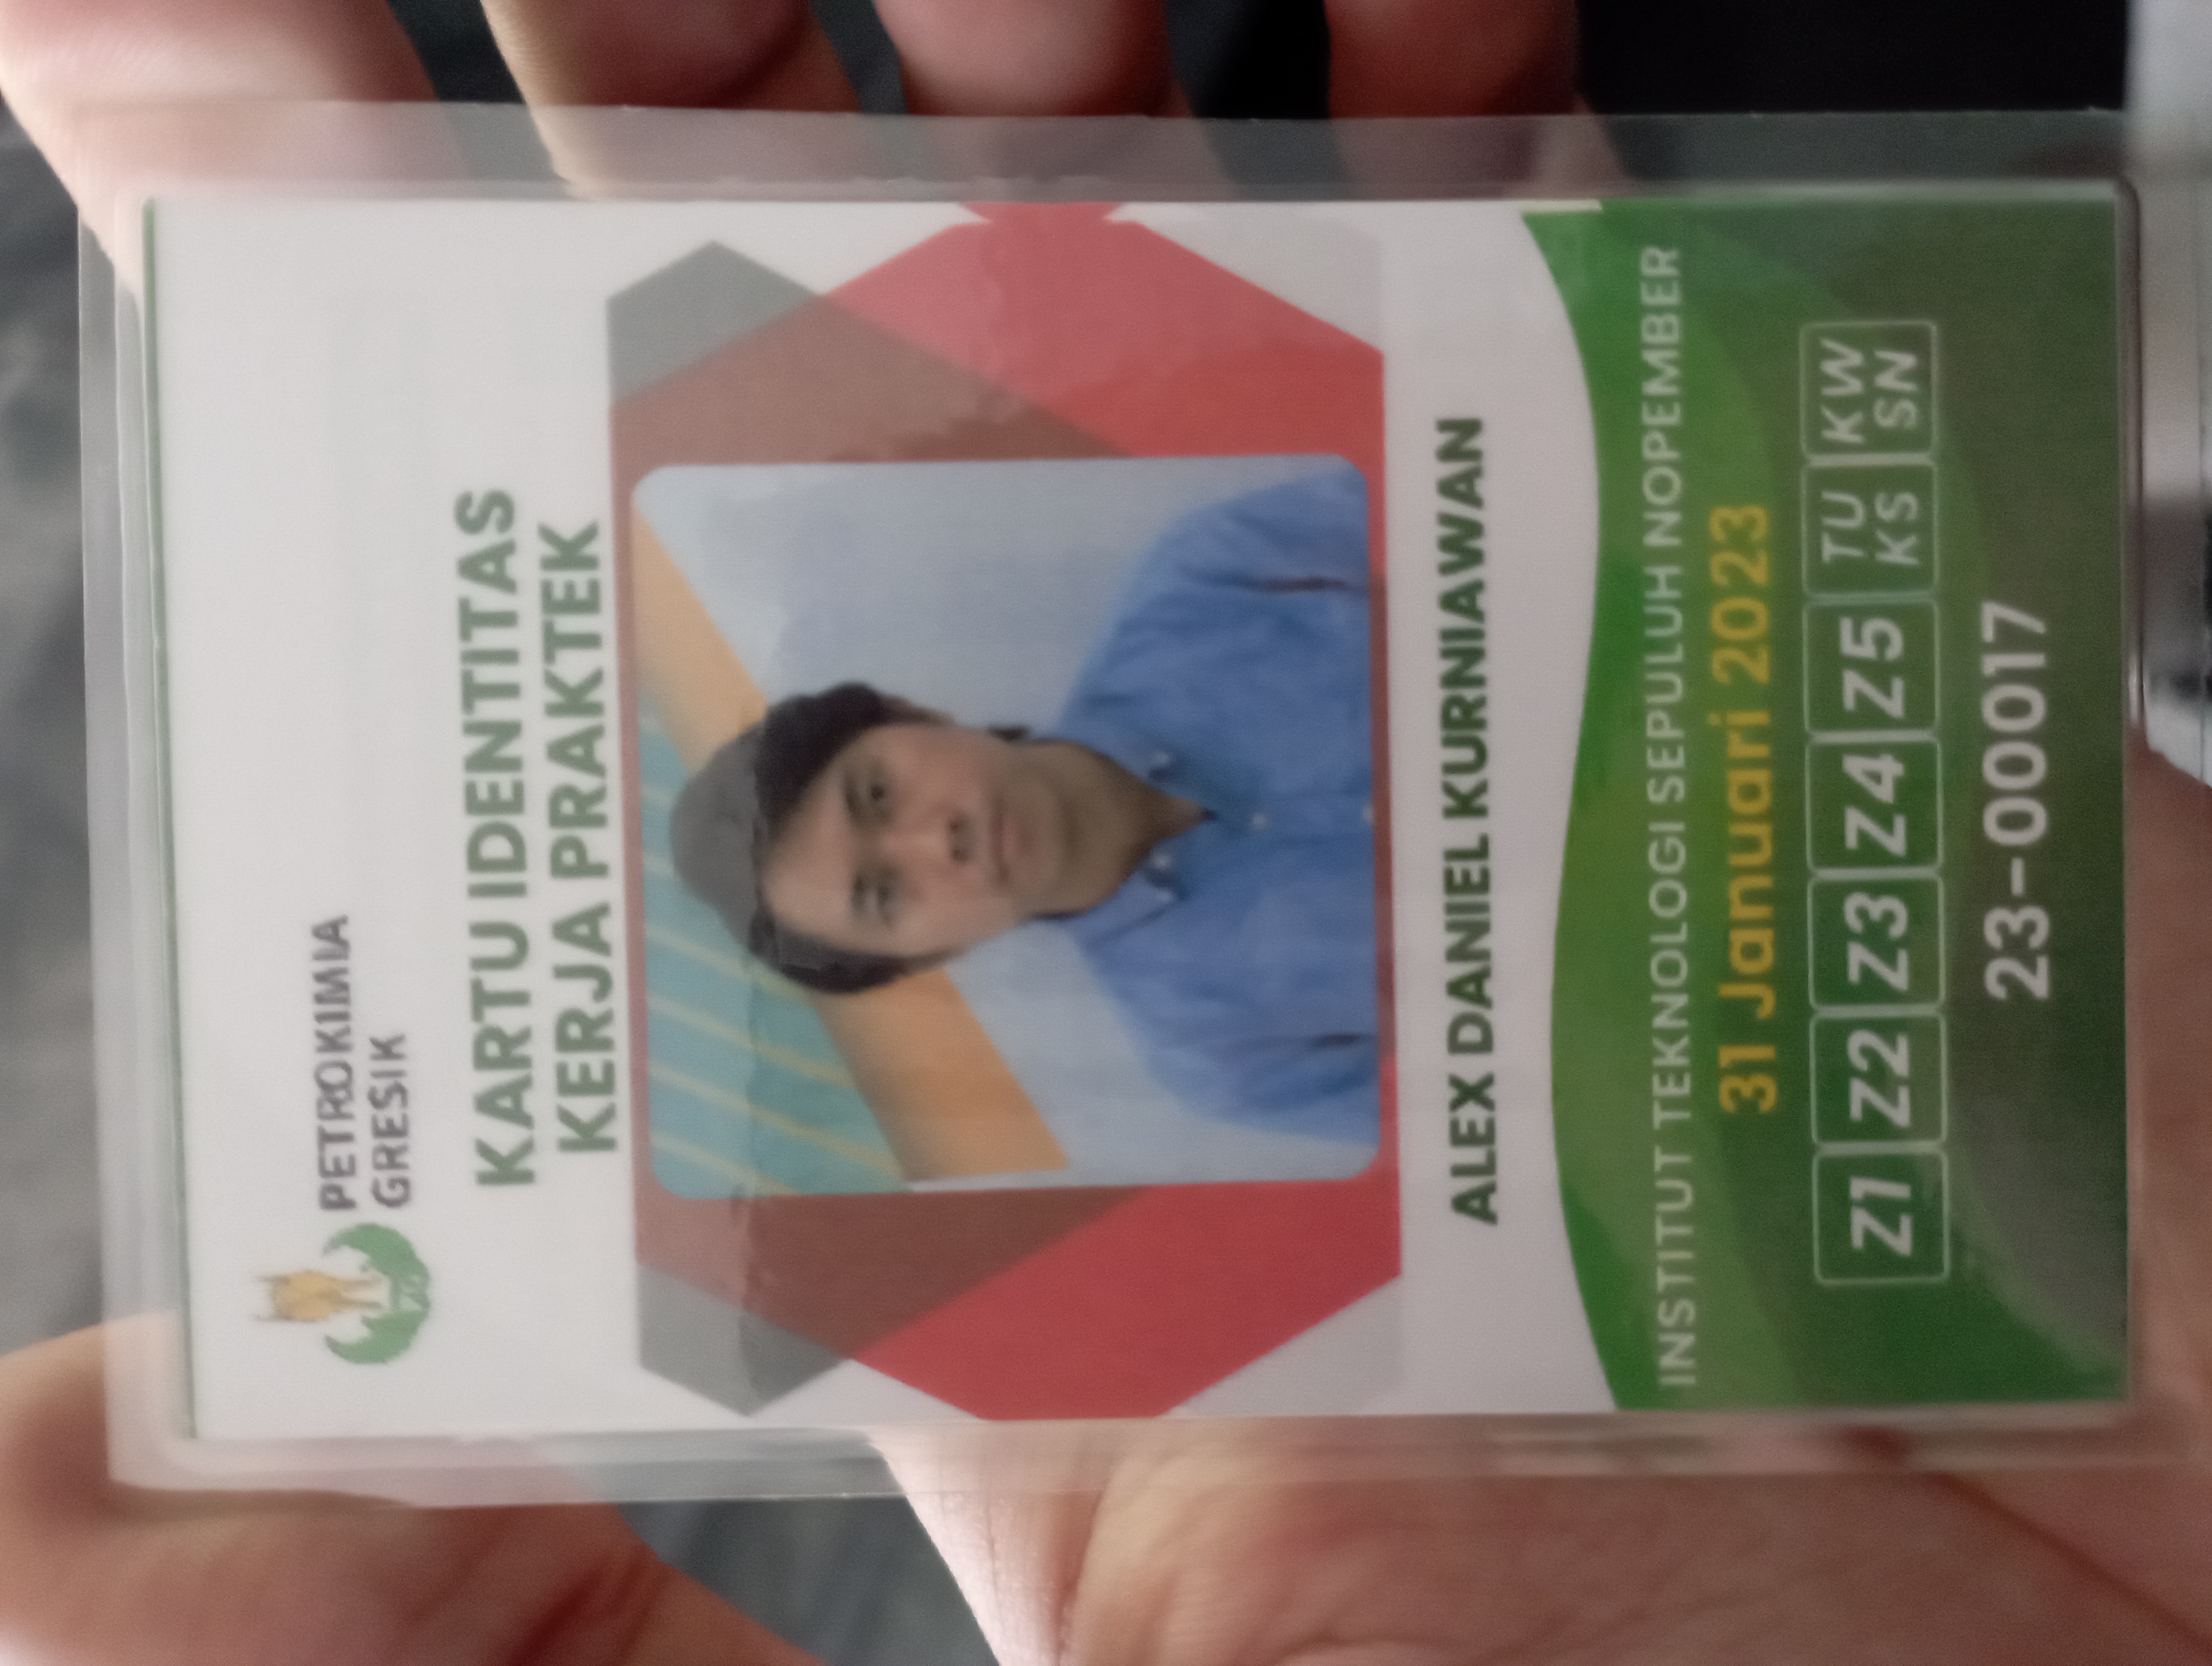 PETROKIMIA
GRESIK
KARTU IDENTITAS
KERJA PRAKTEK
ALEX DANIEL KURNIAWAN
INSTITUT TEKNOLOGI SEPULUH NOPEMBER
31 Januari 2023
Z1 Z2 Z3 Z4 Z5 TU KS KW SN
23-00017